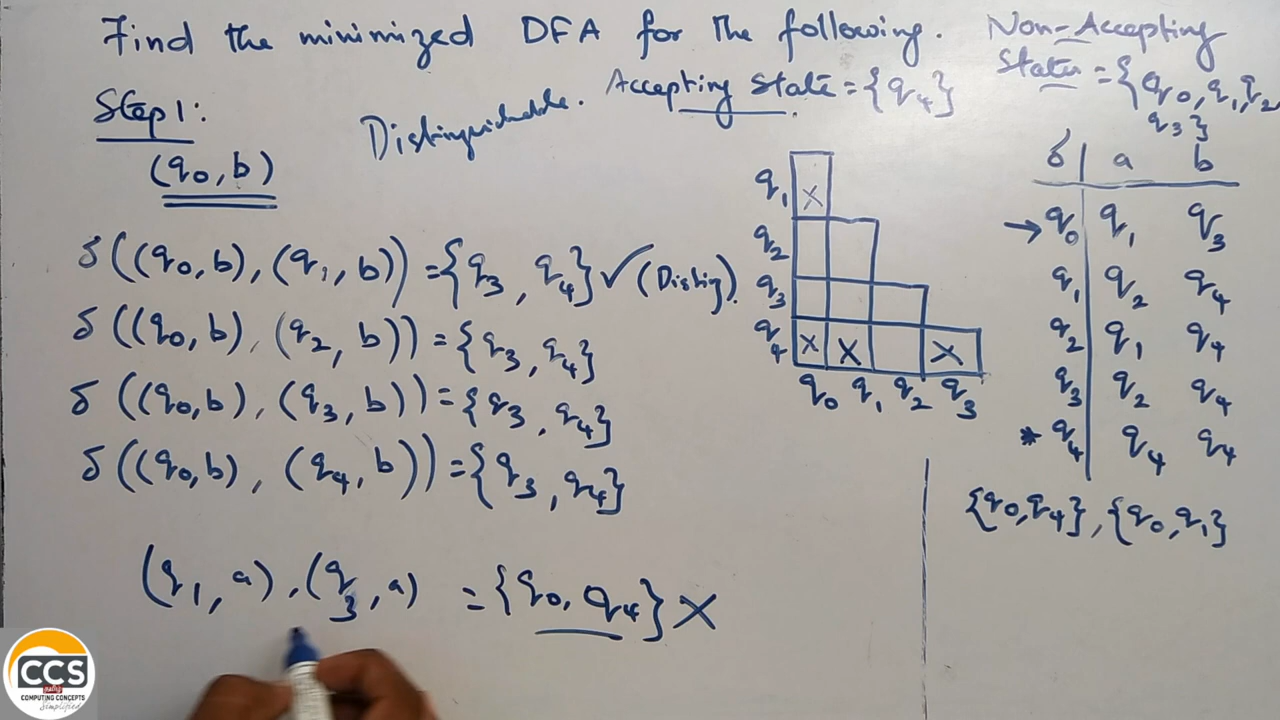 Find the minimized DFA for the following.
Non-Accepting
States = {q0, q1, q2
q3}
Step 1:
Distinguishable.
Accepting State = {q4}
(q0, b)
δ((q0, b), (q1, b)) = {q3, q4} ✓ (Disting).
δ((q0, b), (q2, b)) = {q3, q4}
δ((q0, b), (q3, b)) = {q3, q4}
δ((q0, b), (q4, b)) = {q3, q4}
(q1, a), (q3, a) = {q0, q4} X
q1 X
q2
q3
q4 X X X
q0 q1 q2 q3
δ | a b
→ q0 q1 q3
q1 q2 q4
q2 q1 q4
q3 q2 q4
* q4 q4 q4
{q0, q4}, {q0, q1}
CCS
COMPUTING CONCEPTS
Simplified